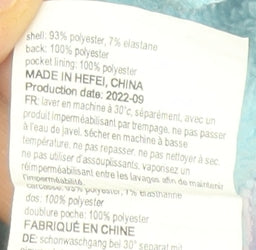 shell: 93% polyester, 7% elastane
back: 100% polyester
pocket lining: 100% polyester
MADE IN HEFEI, CHINA
Production date: 2022-09
FR: laver en machine à 30°c, séparément, avec un
produit imperméabilisant par trempage, ne pas passer
à l'eau de javel, sécher en machine à basse
température, ne pas repasser, ne pas nettoyer à sec,
ne pas utiliser d'assouplissants, vaporisez un
réimperméabilisant entre les lavages afin de maintenir
l'imperméabilité.
polyester, 7% élasthanne
dos: 100% polyester
doublure poche: 100% polyester
FABRIQUÉ EN CHINE
DE: schonwaschgang bei 30° separat mit